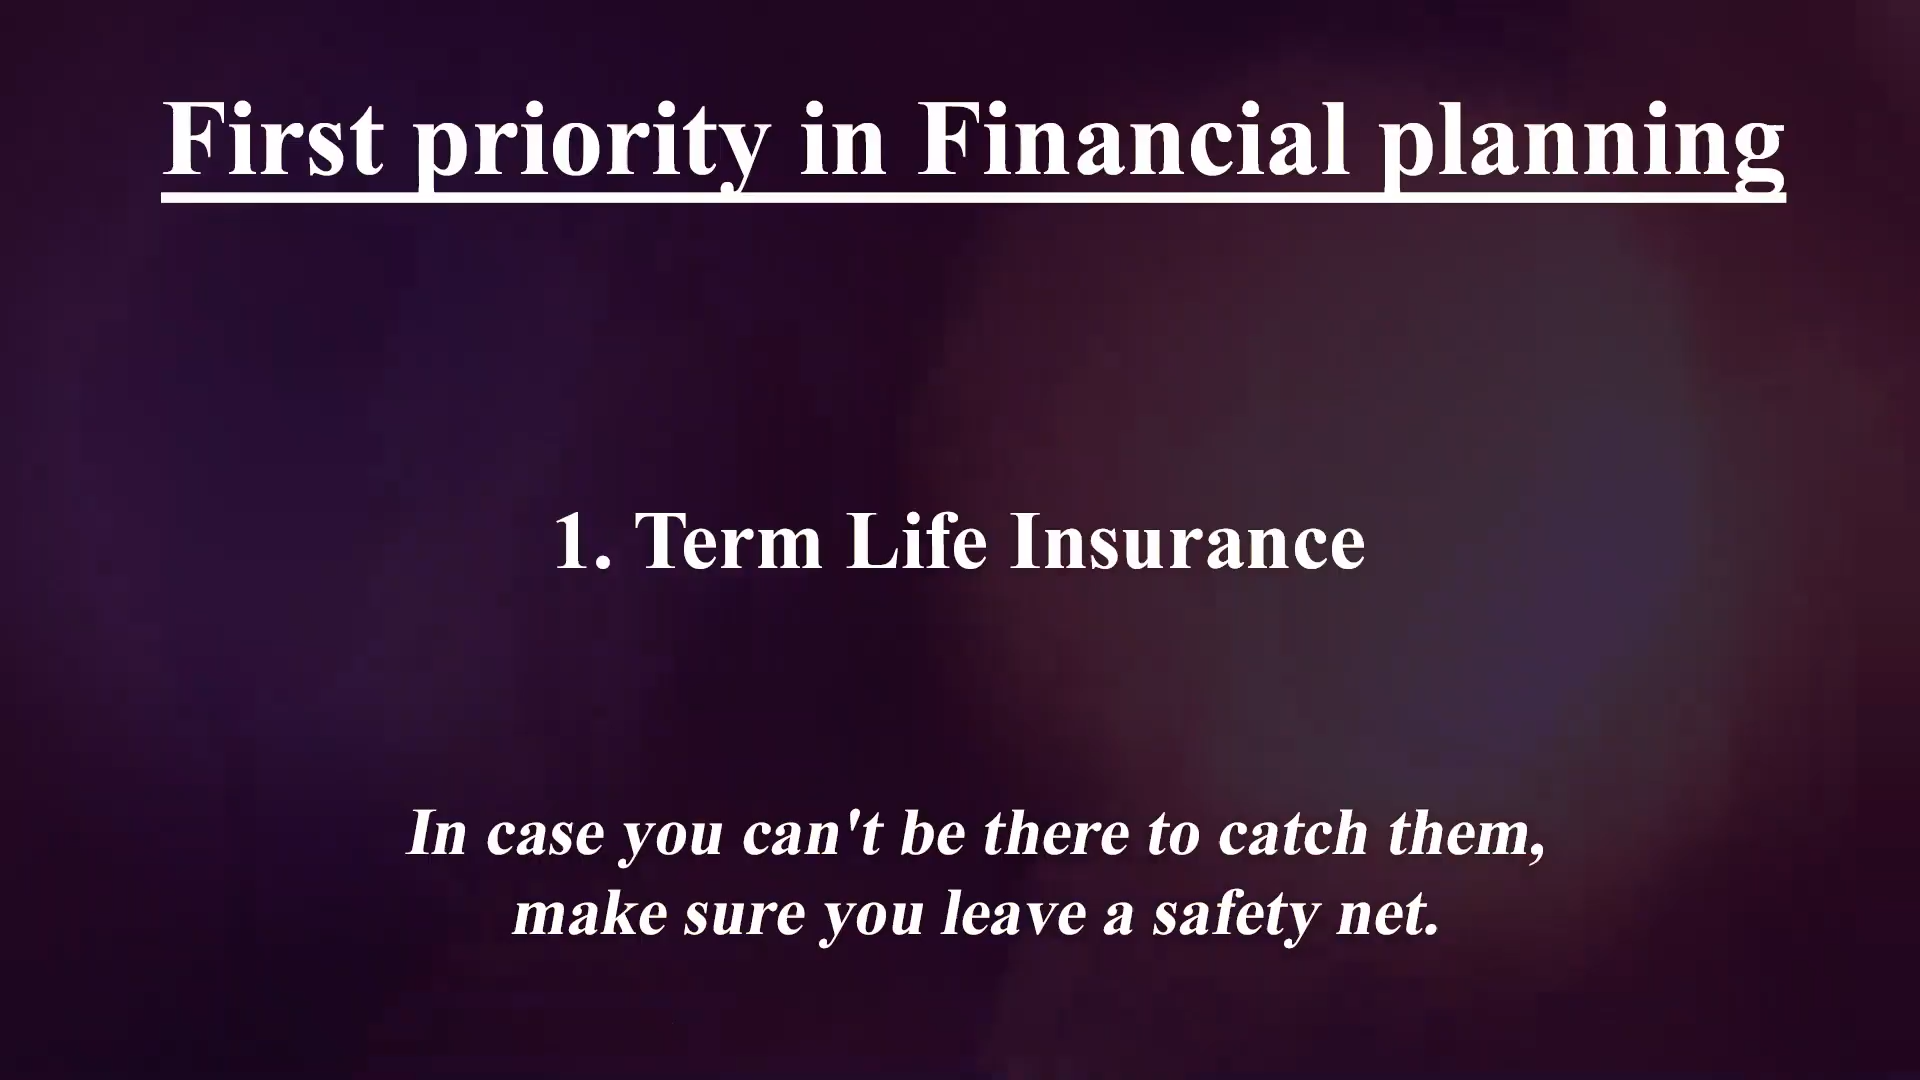 First priority in Financial planning
1. Term Life Insurance
In case you can't be there to catch them,
make sure you leave a safety net.